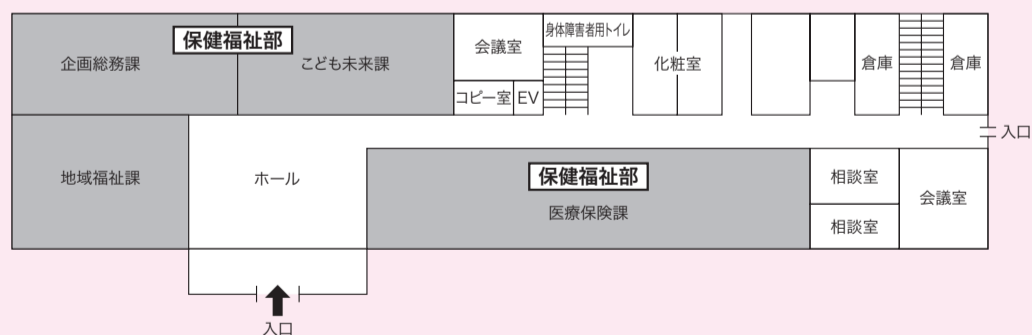 保健福祉部
企画総務課
こども未来課
会議室
身体障害者用トイレ
化粧室
倉庫
倉庫
コピー室
EV
入口
地域福祉課
ホール
保健福祉部
医療保険課
相談室
相談室
会議室
入口